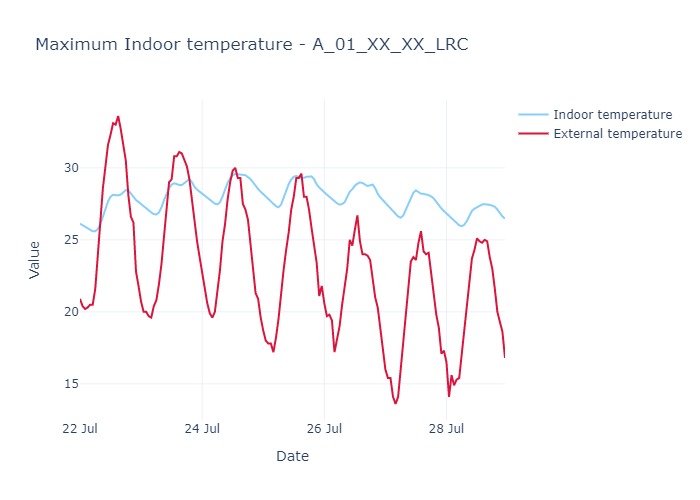 Maximum Indoor temperature - A_01_XX_XX_LRC
Indoor temperature
External temperature
30
25
20
15
Value
22 Jul
24 Jul
26 Jul
28 Jul
Date